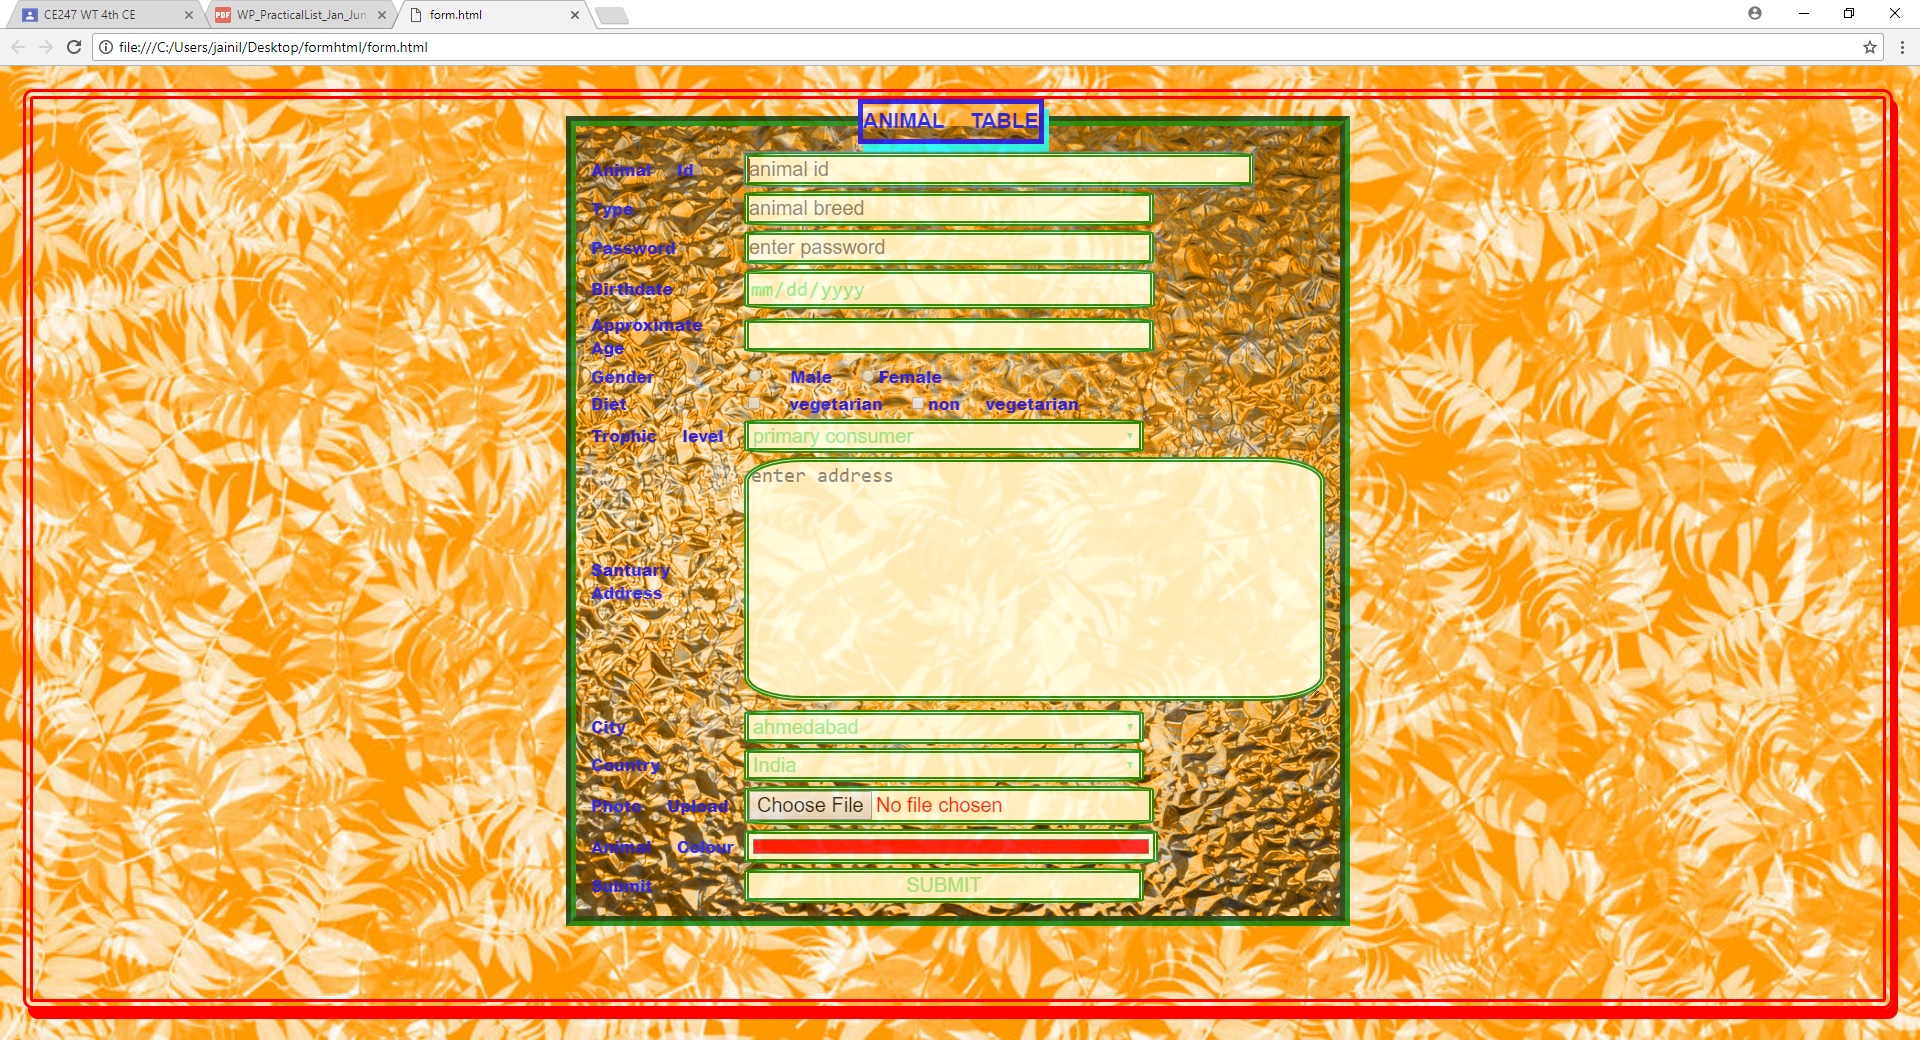 CE247 WT 4th CE
WP_PracticalList_Jan_Jun
form.html
file:///C:/Users/jainil/Desktop/formhtml/form.html
ANIMAL TABLE
Animal Id animal id
Type animal breed
Password enter password
Birthdate mm/dd/yyyy
Approximate
Age
Gender Male Female
Diet vegetarian non vegetarian
Trophic level primary consumer
enter address
Santuary
Address
City ahmedabad
Country India
Photo Upload Choose File No file chosen
Animal Colour
Submit SUBMIT